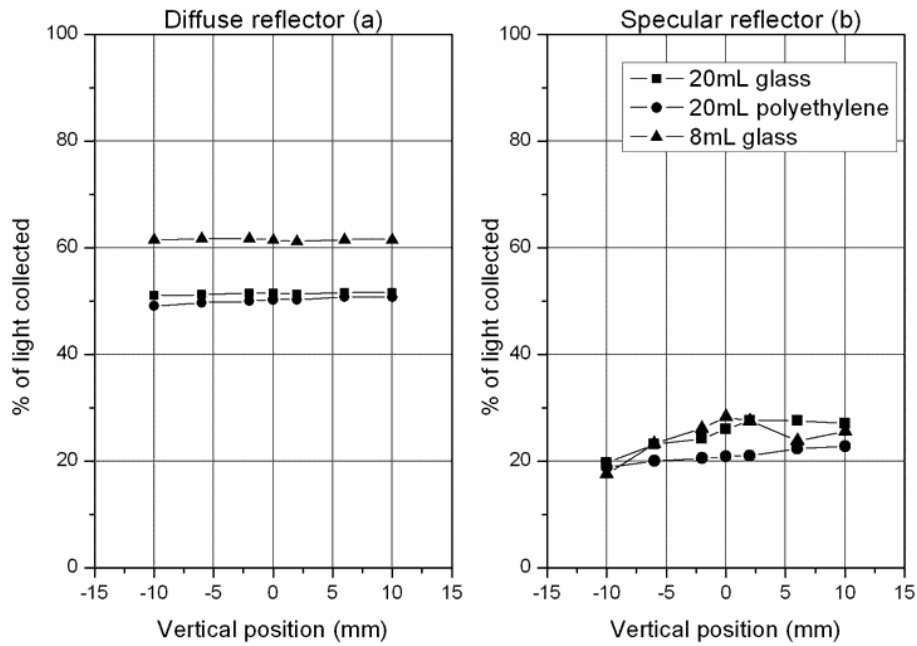 Diffuse reflector (a)
100
80
60
40
20
0
% of light collected
-15 -10 -5 0 5 10 15
Vertical position (mm)
Specular reflector (b)
20mL glass
20mL polyethylene
8mL glass
100
80
60
40
20
0
% of light collected
-15 -10 -5 0 5 10 15
Vertical position (mm)